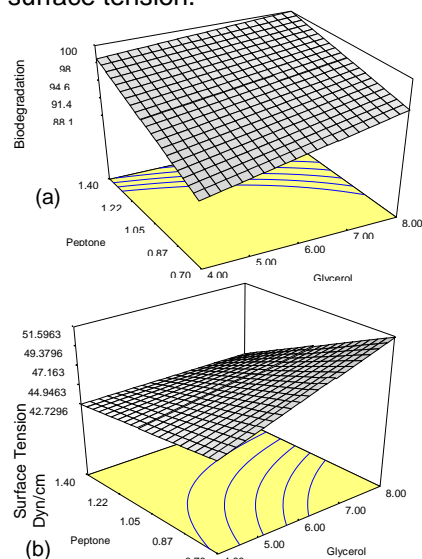 surface tension.
Biodegradation
100
98
94.6
91.4
88.1
(a)
1.40
1.22
1.05
0.87
0.70
Peptone
4.00
5.00
6.00
7.00
8.00
Glycerol
51.5963
49.3796
47.163
44.9463
42.7296
Surface Tension
Dyn/cm
1.40
1.22
1.05
0.87
Peptone
5.00
6.00
7.00
8.00
Glycerol
(b)